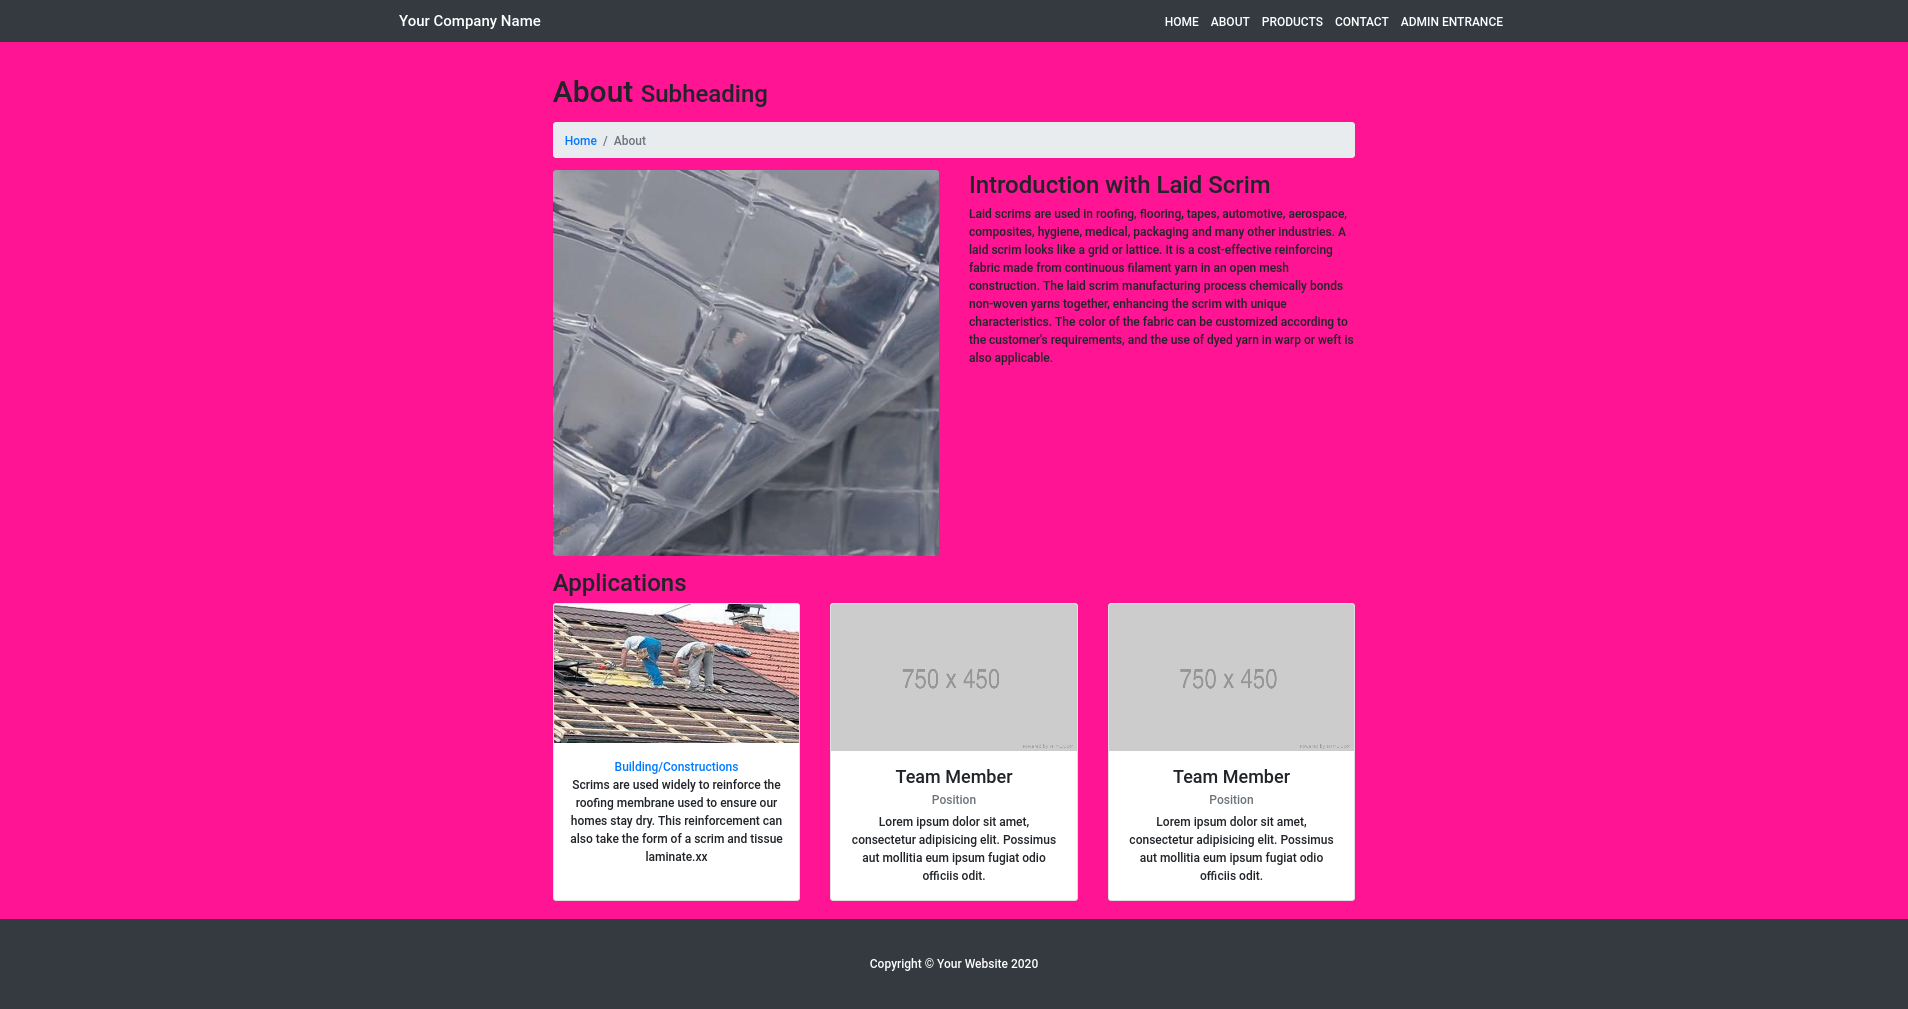 Your Company Name
HOME ABOUT PRODUCTS CONTACT ADMIN ENTRANCE
About Subheading
Home / About
Introduction with Laid Scrim
Laid scrims are used in roofing, flooring, tapes, automotive, aerospace,
composites, hygiene, medical, packaging and many other industries. A
laid scrim looks like a grid or lattice. It is a cost-effective reinforcing
fabric made from continuous filament yarn in an open mesh
construction. The laid scrim manufacturing process chemically bonds
non-woven yarns together, enhancing the scrim with unique
characteristics. The color of the fabric can be customized according to
the customer's requirements, and the use of dyed yarn in warp or weft is
also applicable.
Applications
Building/Constructions
Scrims are used widely to reinforce the
roofing membrane used to ensure our
homes stay dry. This reinforcement can
also take the form of a scrim and tissue
laminate.xx
750 x 450
Team Member
Position
Lorem ipsum dolor sit amet,
consectetur adipisicing elit. Possimus
aut mollitia eum ipsum fugiat odio
officiis odit.
750 x 450
Team Member
Position
Lorem ipsum dolor sit amet,
consectetur adipisicing elit. Possimus
aut mollitia eum ipsum fugiat odio
officiis odit.
Copyright © Your Website 2020